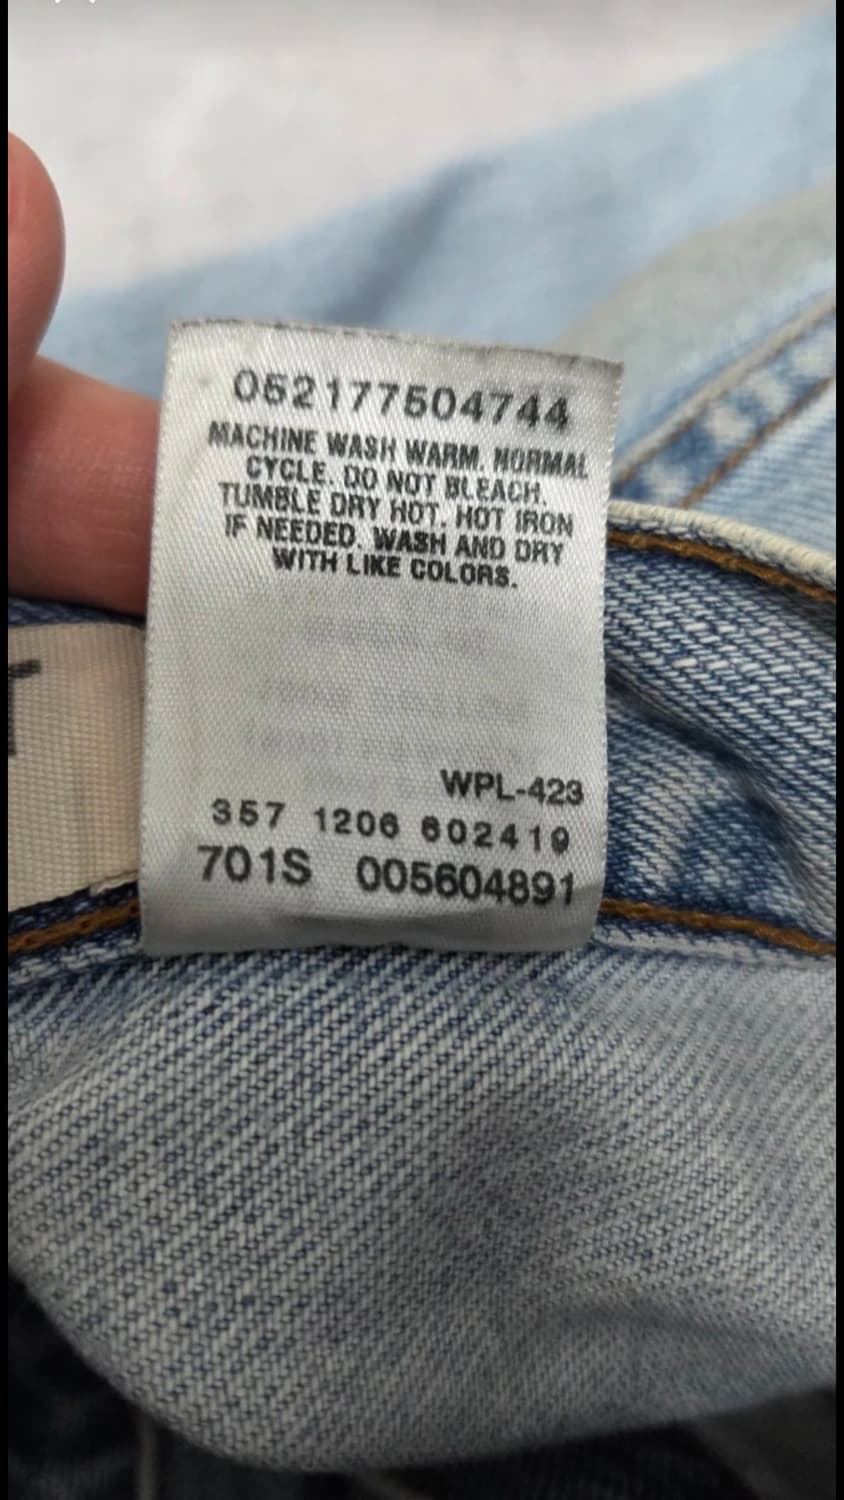 052177504744
MACHINE WASH WARM. NORMAL
CYCLE. DO NOT BLEACH.
TUMBLE DRY HOT. HOT IRON
IF NEEDED. WASH AND DRY
WITH LIKE COLORS.
WPL-423
357 1206 602419
701S 005604891